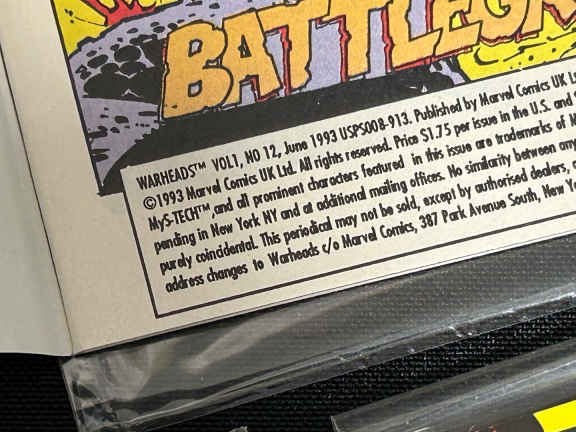 BATTLEGR
WARHEADS™ VOL1, NO 12, June 1993 USPS008-913. Published by Marvel Comics UK Lt
©1993 Marvel Comics UK Ltd. All rights reserved. Price $1.75 per issue in the U.S. and
MyS-TECH™,and all prominent characters featured in this issue are trademarks of M
pending in New York NY and at additional mailing offices. No similarity between any
purely coincidental. This periodical may not be sold, except by authorised dealers,
address changes to Warheads c/o Marvel Comics, 387 Park Avenue South, New Yo